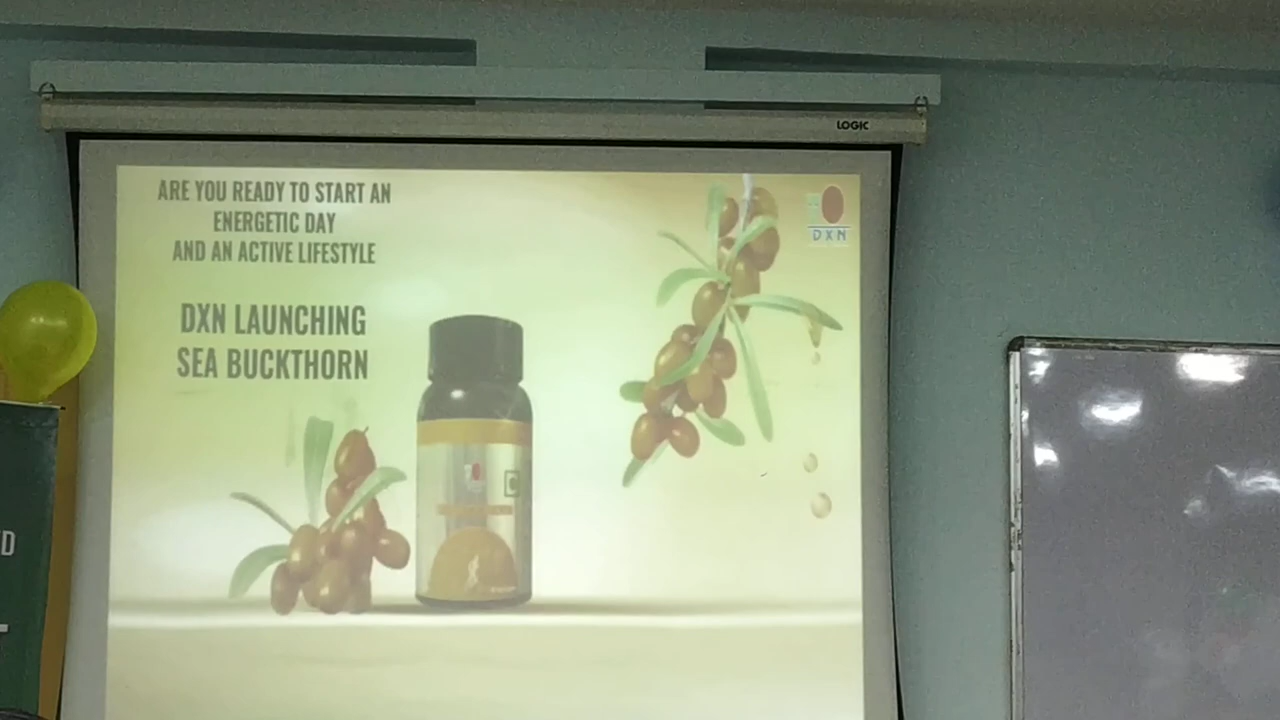 LOGIC
ARE YOU READY TO START AN
ENERGETIC DAY
AND AN ACTIVE LIFESTYLE
DXN
DXN LAUNCHING
SEA BUCKTHORN
D